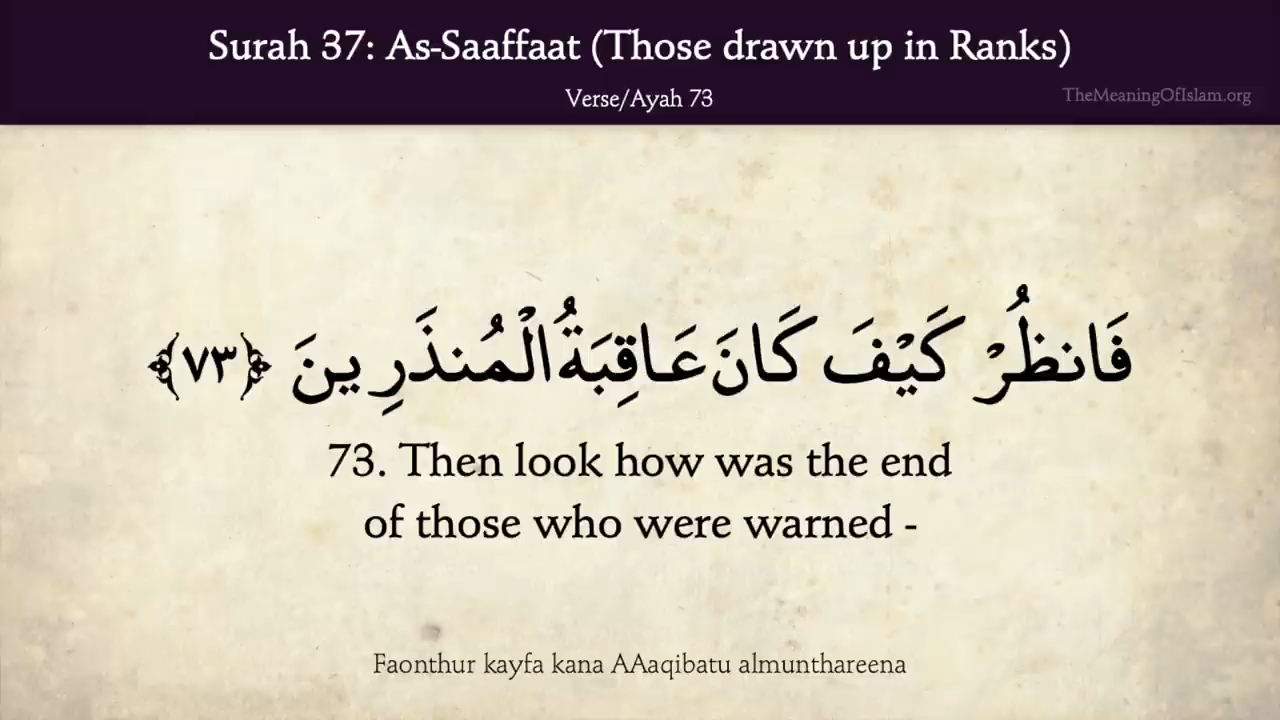 Surah 37: As-Saaffaat (Those drawn up in Ranks)
Verse/Ayah 73
TheMeaningOfIslam.org
فَانظُرْ كَيْفَ كَانَ عَاقِبَةُ الْمُنذَرِينَ ﴿٧٣﴾
73. Then look how was the end
of those who were warned -
Faonthur kayfa kana AAaqibatu almunthareena